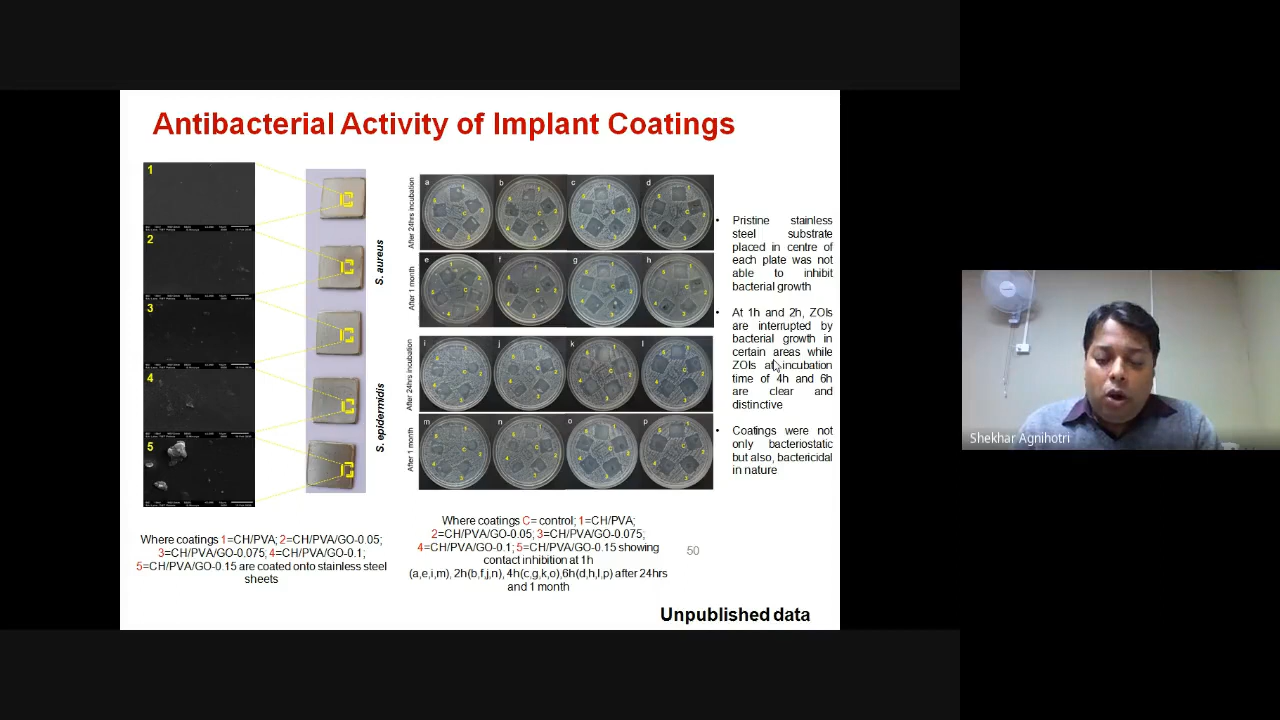 Antibacterial Activity of Implant Coatings
1
2
3
4
5
S. aureus
S. epidermidis
After 24hrs incubation
After 1 month
After 24hrs incubation
After 1 month
a
b
c
d
e
f
g
h
i
j
k
l
m
n
o
p
• Pristine stainless
steel substrate
placed in centre of
each plate was not
able to inhibit
bacterial growth
• At 1h and 2h, ZOIs
are interrupted by
bacterial growth in
certain areas while
ZOIs at incubation
time of 4h and 6h
are clear and
distinctive
• Coatings were not
only bacteriostatic
but also, bactericidal
in nature
Where coatings 1=CH/PVA; 2=CH/PVA/GO-0.05;
3=CH/PVA/GO-0.075; 4=CH/PVA/GO-0.1;
5=CH/PVA/GO-0.15 are coated onto stainless steel
sheets
Where coatings C= control; 1=CH/PVA;
2=CH/PVA/GO-0.05; 3=CH/PVA/GO-0.075;
4=CH/PVA/GO-0.1; 5=CH/PVA/GO-0.15 showing
contact inhibition at 1h
(a,e,i,m), 2h(b,f,j,n), 4h(c,g,k,o),6h(d,h,l,p) after 24hrs
and 1 month
50
Unpublished data
Shekhar Agnihotri